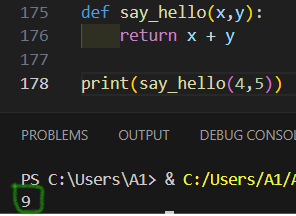 175 def say_hello(x,y):
176     return x + y
177
178 print(say_hello(4,5))
PROBLEMS OUTPUT DEBUG CONSO
PS C:\Users\A1> & C:/Users/A1/A
9